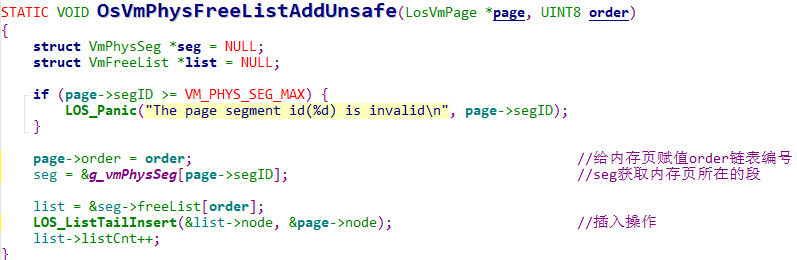 STATIC VOID OsVmPhysFreeListAddUnsafe(LosVmPage *page, UINT8 order)
{
    struct VmPhysSeg *seg = NULL;
    struct VmFreeList *list = NULL;

    if (page->segID >= VM_PHYS_SEG_MAX) {
        LOS_Panic("The page segment id(%d) is invalid\n", page->segID);
    }

    page->order = order; //给内存页赋值order链表编号
    seg = &g_vmPhysSeg[page->segID]; //seg获取内存页所在的段

    list = &seg->freeList[order];
    LOS_ListTailInsert(&list->node, &page->node); //插入操作
    list->listCnt++;
}